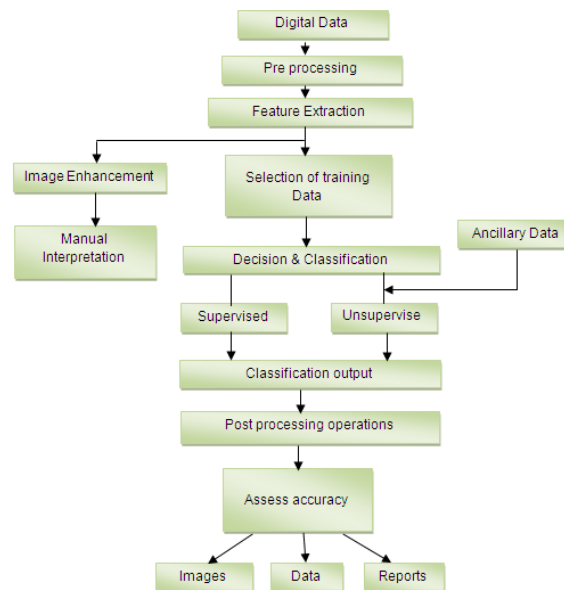 Digital Data
Pre processing
Feature Extraction
Image Enhancement
Selection of training
Data
Manual
Interpretation
Ancillary Data
Decision & Classification
Supervised
Unsupervise
Classification output
Post processing operations
Assess accuracy
Images
Data
Reports